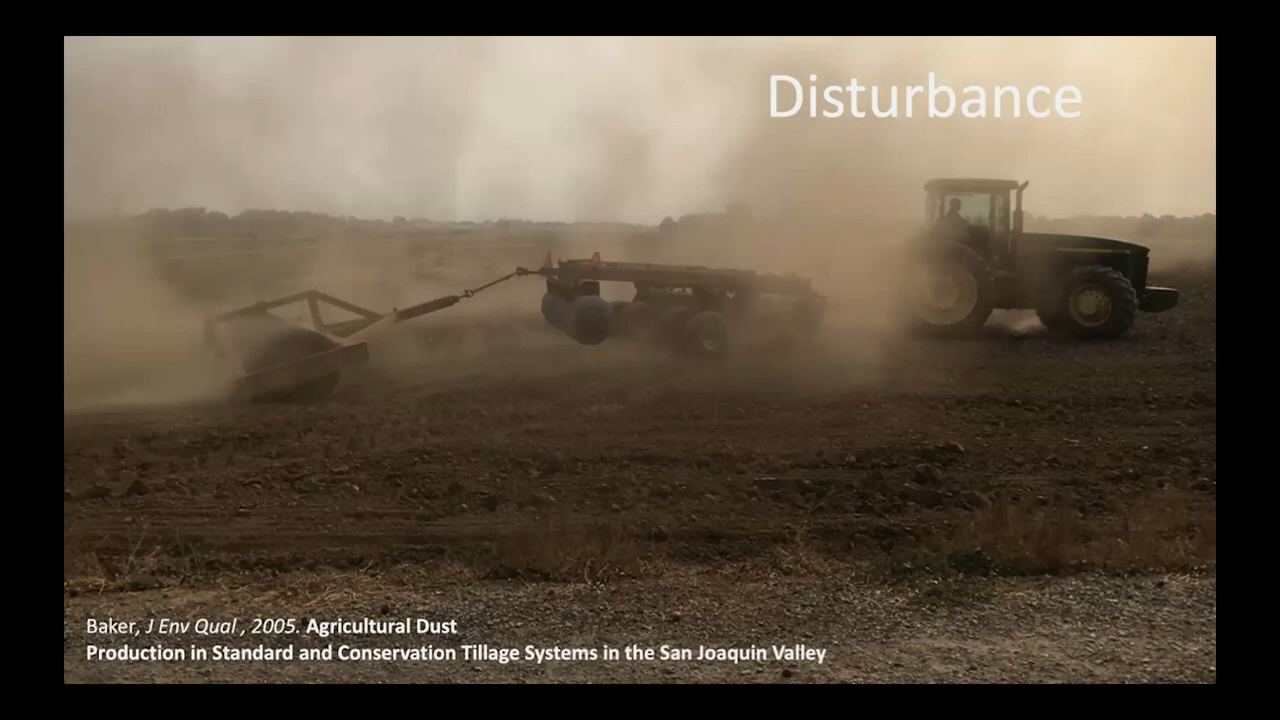 Disturbance
Baker, J Env Qual , 2005. Agricultural Dust
Production in Standard and Conservation Tillage Systems in the San Joaquin Valley